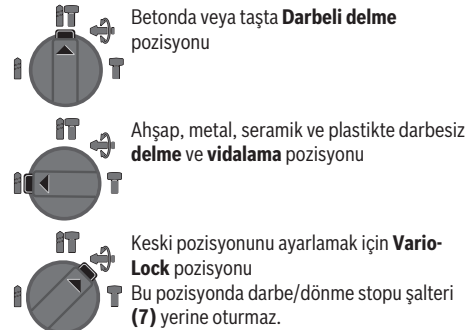 Betonda veya taşta Darbeli delme
pozisyonu
Ahşap, metal, seramik ve plastikte darbesiz
delme ve vidalama pozisyonu
Keski pozisyonunu ayarlamak için Vario-
Lock pozisyonu
Bu pozisyonda darbe/dönme stopu şalteri
(7) yerine oturmaz.